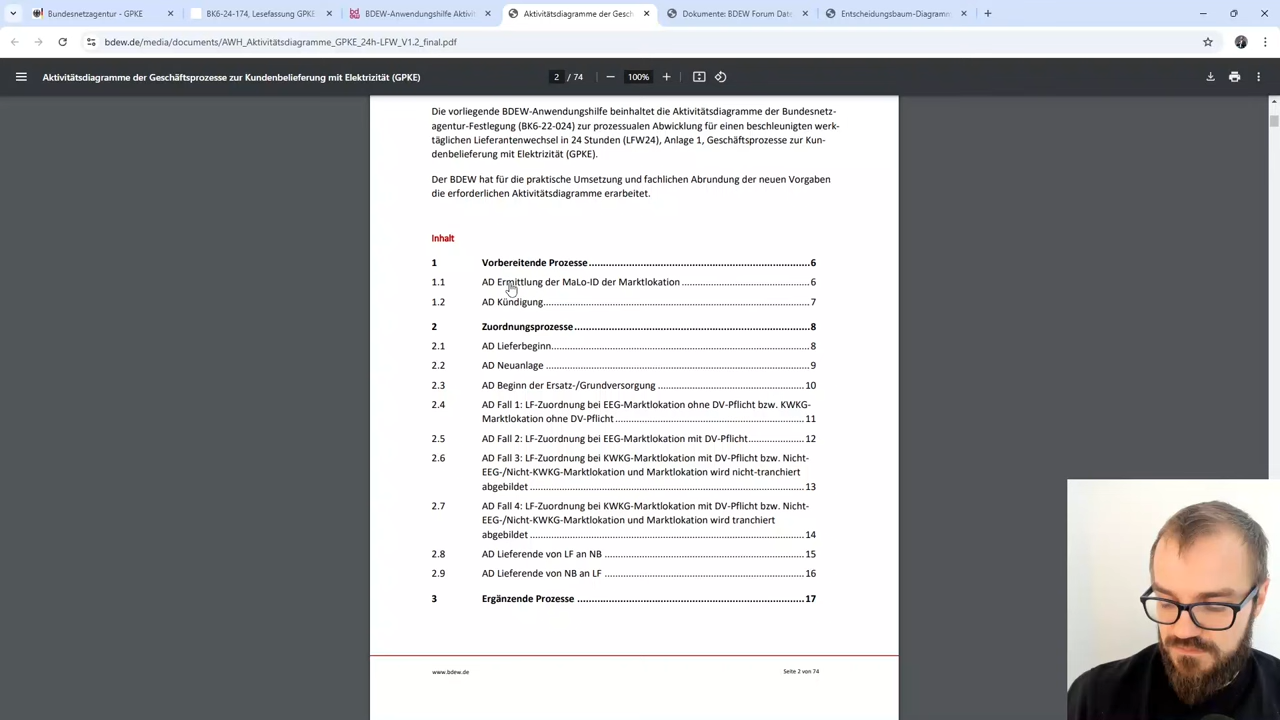 Bundesnetzagentur - GPKE
BK6-24-174, Lesefassung GPKE
BDEW-Anwendungshilfe Aktivi
Aktivitätsdiagramme der Gesch
Dokumente: BDEW Forum Date
Entscheidungsbaum-Diagramm
bdew.de/media/documents/AWH_Aktivitätsdiagramme_GPKE_24h-LFW_V1.2_final.pdf
Aktivitätsdiagramme der Geschäftsprozesse zur Kundenbelieferung mit Elektrizität (GPKE)
2 / 74
100%
Die vorliegende BDEW-Anwendungshilfe beinhaltet die Aktivitätsdiagramme der Bundesnetz-
agentur-Festlegung (BK6-22-024) zur prozessualen Abwicklung für einen beschleunigten werk-
täglichen Lieferantenwechsel in 24 Stunden (LFW24), Anlage 1, Geschäftsprozesse zur Kun-
denbelieferung mit Elektrizität (GPKE).
Der BDEW hat für die praktische Umsetzung und fachlichen Abrundung der neuen Vorgaben
die erforderlichen Aktivitätsdiagramme erarbeitet.
Inhalt
1 Vorbereitende Prozesse 6
1.1 AD Ermittlung der MaLo-ID der Marktlokation 6
1.2 AD Kündigung 7
2 Zuordnungsprozesse 8
2.1 AD Lieferbeginn 8
2.2 AD Neuanlage 9
2.3 AD Beginn der Ersatz-/Grundversorgung 10
2.4 AD Fall 1: LF-Zuordnung bei EEG-Marktlokation ohne DV-Pflicht bzw. KWKG-
Marktlokation ohne DV-Pflicht 11
2.5 AD Fall 2: LF-Zuordnung bei EEG-Marktlokation mit DV-Pflicht 12
2.6 AD Fall 3: LF-Zuordnung bei KWKG-Marktlokation mit DV-Pflicht bzw. Nicht-
EEG-/Nicht-KWKG-Marktlokation und Marktlokation wird nicht-tranchiert
abgebildet 13
2.7 AD Fall 4: LF-Zuordnung bei KWKG-Marktlokation mit DV-Pflicht bzw. Nicht-
EEG-/Nicht-KWKG-Marktlokation und Marktlokation wird tranchiert
abgebildet 14
2.8 AD Lieferende von LF an NB 15
2.9 AD Lieferende von NB an LF 16
3 Ergänzende Prozesse 17
www.bdew.de
Seite 2 von 74